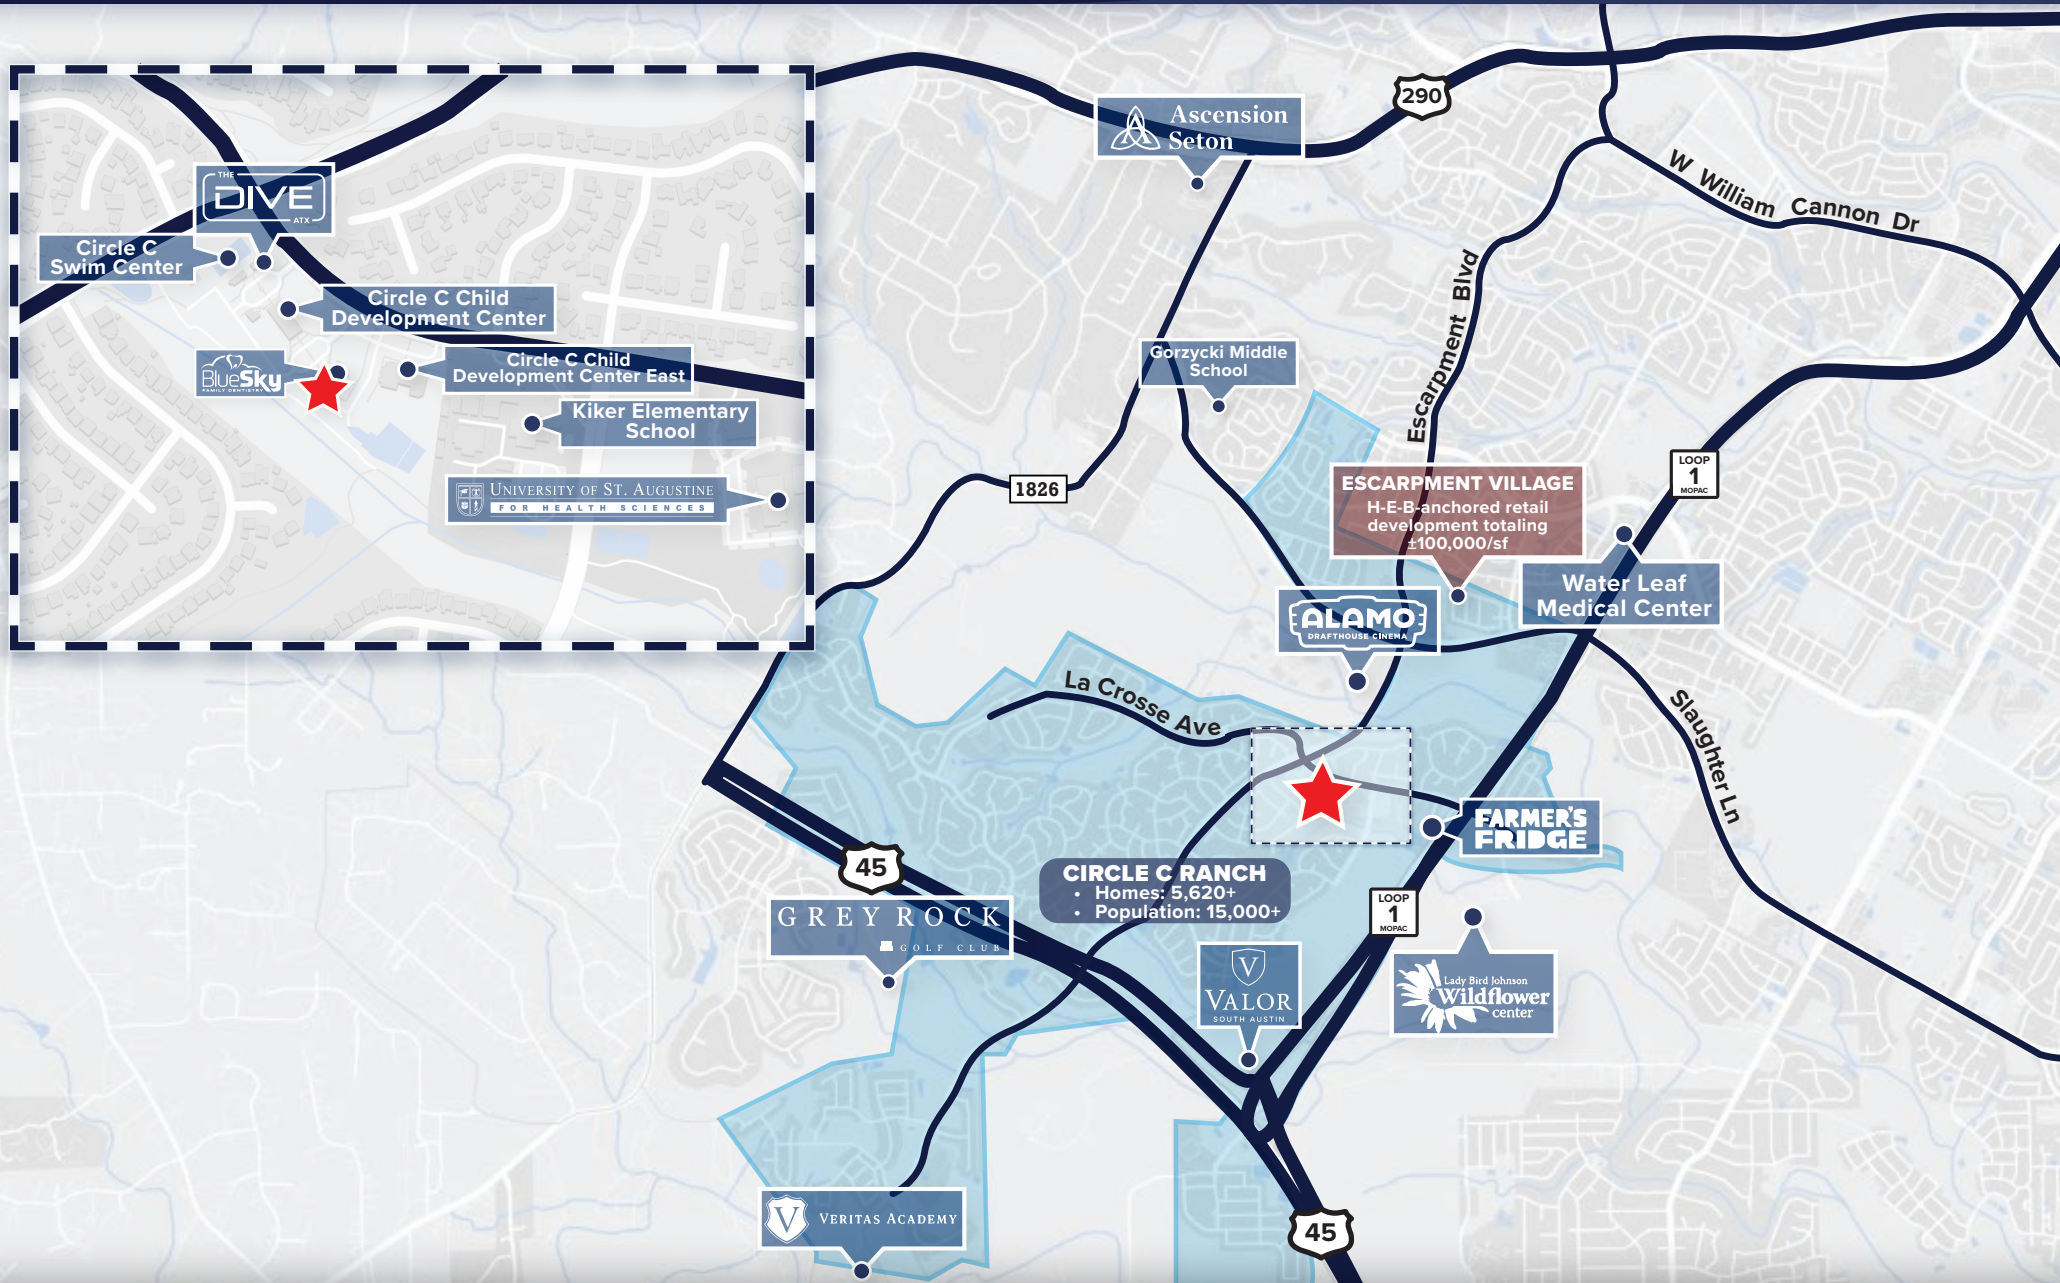 THE
DIVE
ATX
Circle C
Swim Center
Circle C Child
Development Center
BlueSky
FAMILY DENTISTRY
Circle C Child
Development Center East
Kiker Elementary
School
UNIVERSITY OF ST. AUGUSTINE
FOR HEALTH SCIENCES
Ascension
Seton
290
W William Cannon Dr
Escarpment Blvd
Gorzycki Middle
School
1826
ESCARPMENT VILLAGE
H-E-B-anchored retail
development totaling
±100,000/sf
LOOP
1
MOPAC
Water Leaf
Medical Center
ALAMO
DRAFTHOUSE CINEMA
La Crosse Ave
Slaughter Ln
FARMER'S
FRIDGE
45
CIRCLE C RANCH
• Homes: 5,620+
• Population: 15,000+
GREY ROCK
GOLF CLUB
LOOP
1
MOPAC
V
VALOR
SOUTH AUSTIN
Lady Bird Johnson
Wildflower
center
V
VERITAS ACADEMY
45